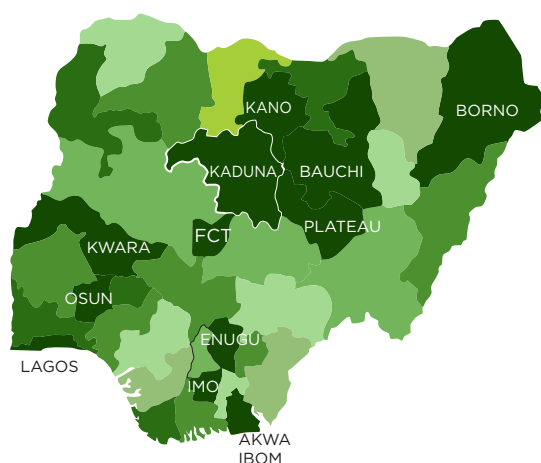 KANO
BORNO
KADUNA
BAUCHI
PLATEAU
FCT
KWARA
OSUN
ENUGU
LAGOS
IMO
AKWA
IBOM